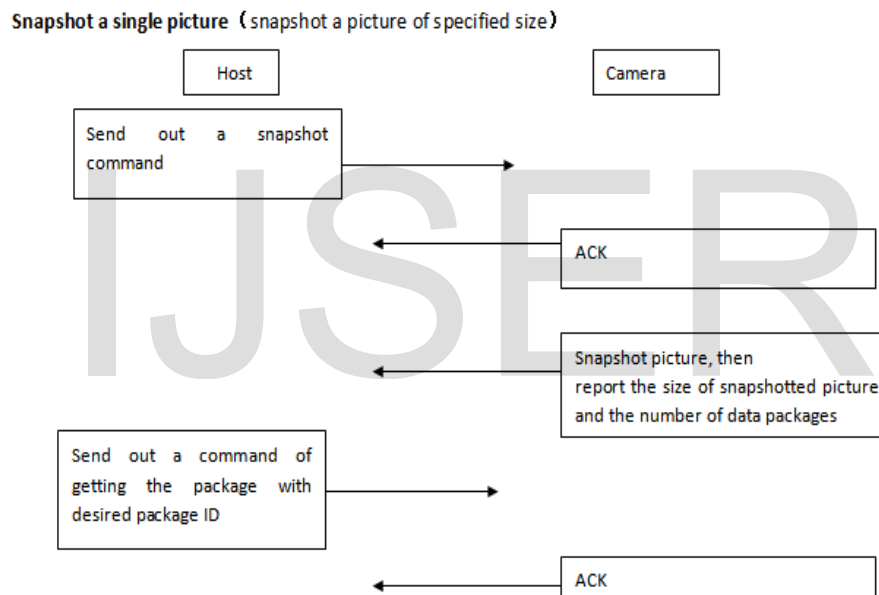 Snapshot a single picture（snapshot a picture of specified size）
Host
Camera
Send out a snapshot
command
IJSER
ACK
Snapshot picture, then
report the size of snapshotted picture
and the number of data packages
Send out a command of
getting the package with
desired package ID
ACK